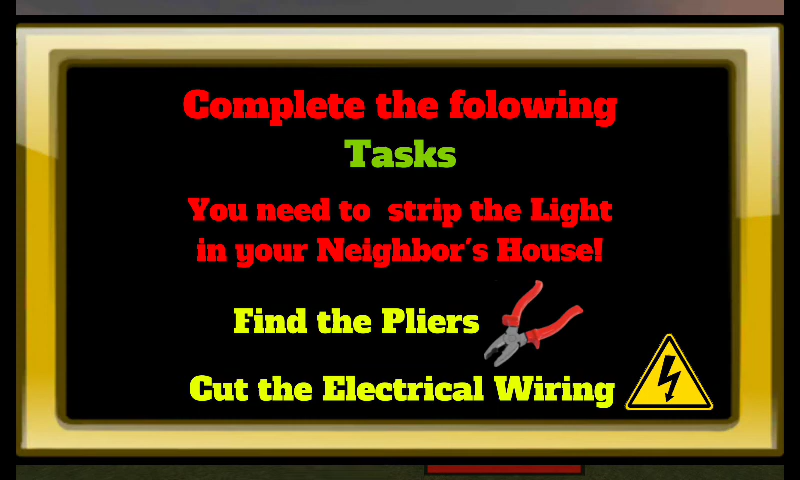 Complete the folowing
Tasks
You need to strip the Light
in your Neighbor's House!
Find the Pliers
Cut the Electrical Wiring